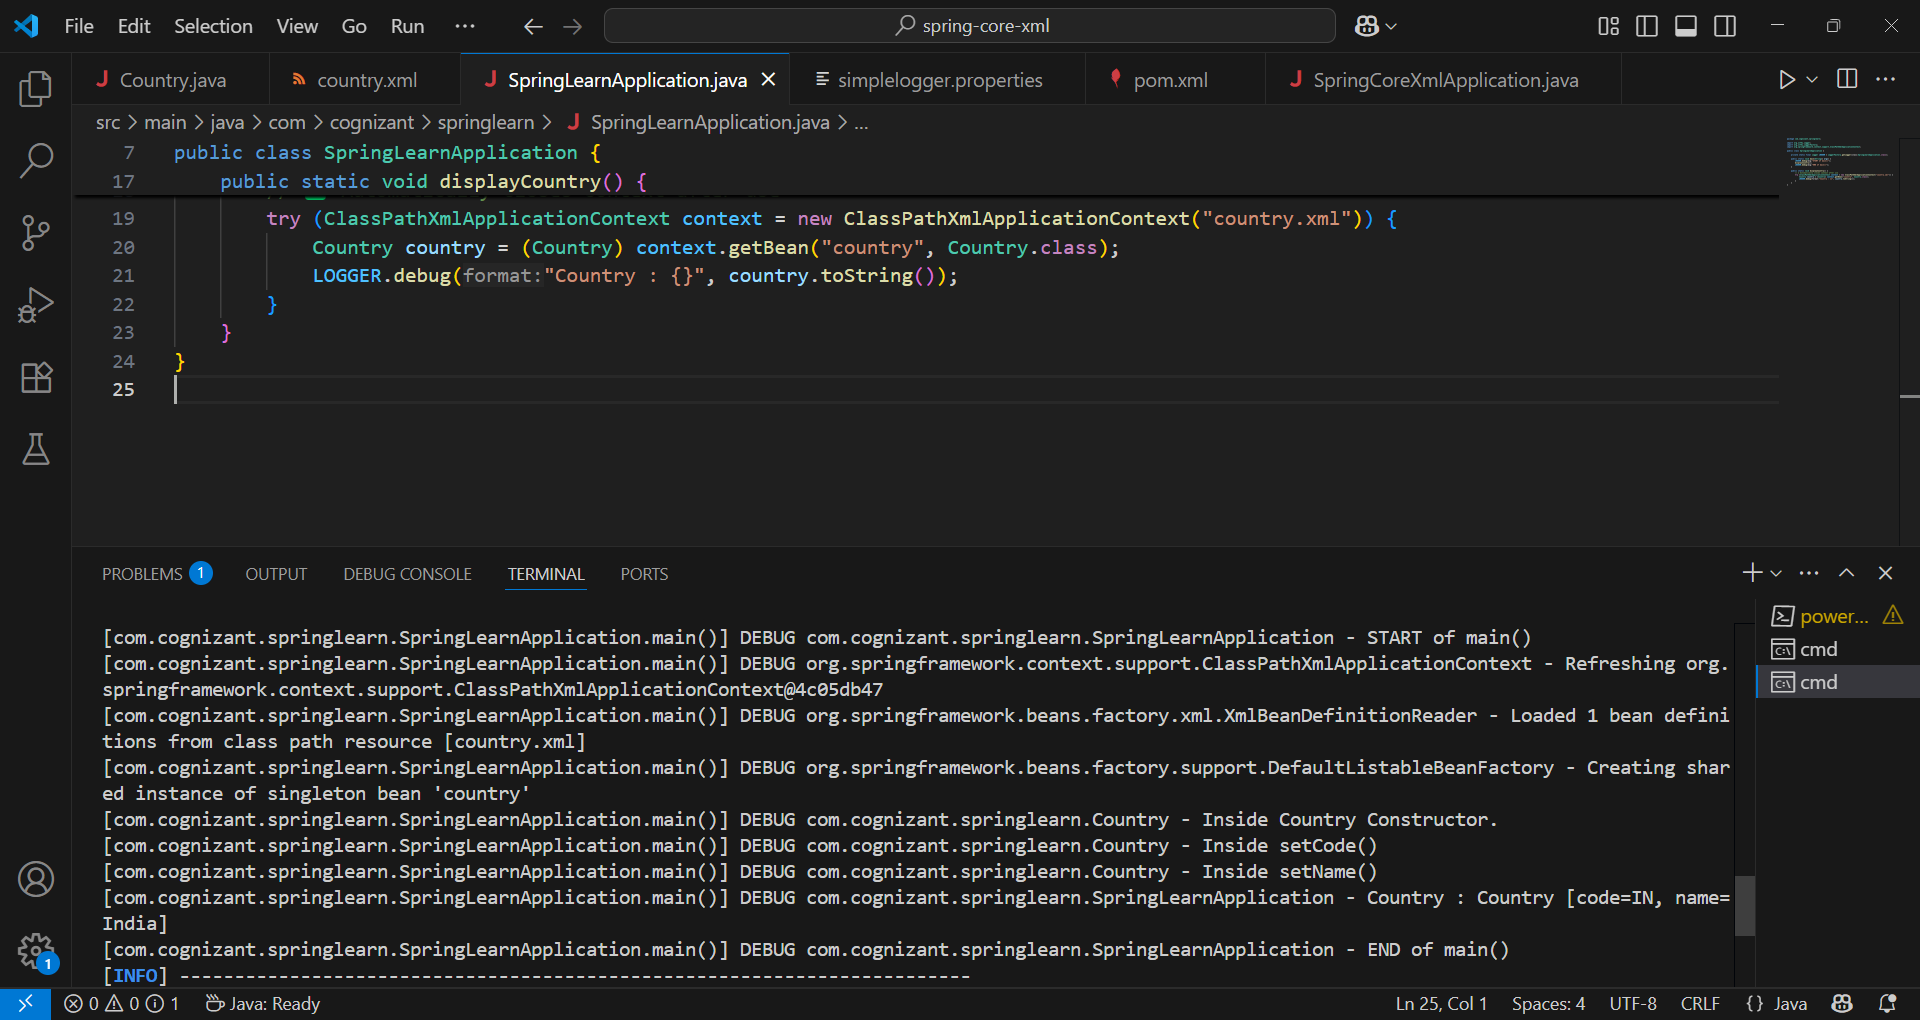 File Edit Selection View Go Run ··· spring-core-xml
Country.java country.xml SpringLearnApplication.java simplelogger.properties pom.xml SpringCoreXmlApplication.java
src > main > java > com > cognizant > springlearn > SpringLearnApplication.java > ...
7 public class SpringLearnApplication {
17 public static void displayCountry() {
19 try (ClassPathXmlApplicationContext context = new ClassPathXmlApplicationContext("country.xml")) {
20 Country country = (Country) context.getBean("country", Country.class);
21 LOGGER.debug(format:"Country : {}", country.toString());
22 }
23 }
24 }
25
PROBLEMS 1 OUTPUT DEBUG CONSOLE TERMINAL PORTS
[com.cognizant.springlearn.SpringLearnApplication.main()] DEBUG com.cognizant.springlearn.SpringLearnApplication - START of main()
[com.cognizant.springlearn.SpringLearnApplication.main()] DEBUG org.springframework.context.support.ClassPathXmlApplicationContext - Refreshing org.
springframework.context.support.ClassPathXmlApplicationContext@4c05db47
[com.cognizant.springlearn.SpringLearnApplication.main()] DEBUG org.springframework.beans.factory.xml.XmlBeanDefinitionReader - Loaded 1 bean defini
tions from class path resource [country.xml]
[com.cognizant.springlearn.SpringLearnApplication.main()] DEBUG org.springframework.beans.factory.support.DefaultListableBeanFactory - Creating shar
ed instance of singleton bean 'country'
[com.cognizant.springlearn.SpringLearnApplication.main()] DEBUG com.cognizant.springlearn.Country - Inside Country Constructor.
[com.cognizant.springlearn.SpringLearnApplication.main()] DEBUG com.cognizant.springlearn.Country - Inside setCode()
[com.cognizant.springlearn.SpringLearnApplication.main()] DEBUG com.cognizant.springlearn.Country - Inside setName()
[com.cognizant.springlearn.SpringLearnApplication.main()] DEBUG com.cognizant.springlearn.SpringLearnApplication - Country : Country [code=IN, name=
India]
[com.cognizant.springlearn.SpringLearnApplication.main()] DEBUG com.cognizant.springlearn.SpringLearnApplication - END of main()
[INFO] ------------------------------------------------------------------------
power...
cmd
cmd
1
0 0 1 Java: Ready Ln 25, Col 1 Spaces: 4 UTF-8 CRLF {} Java